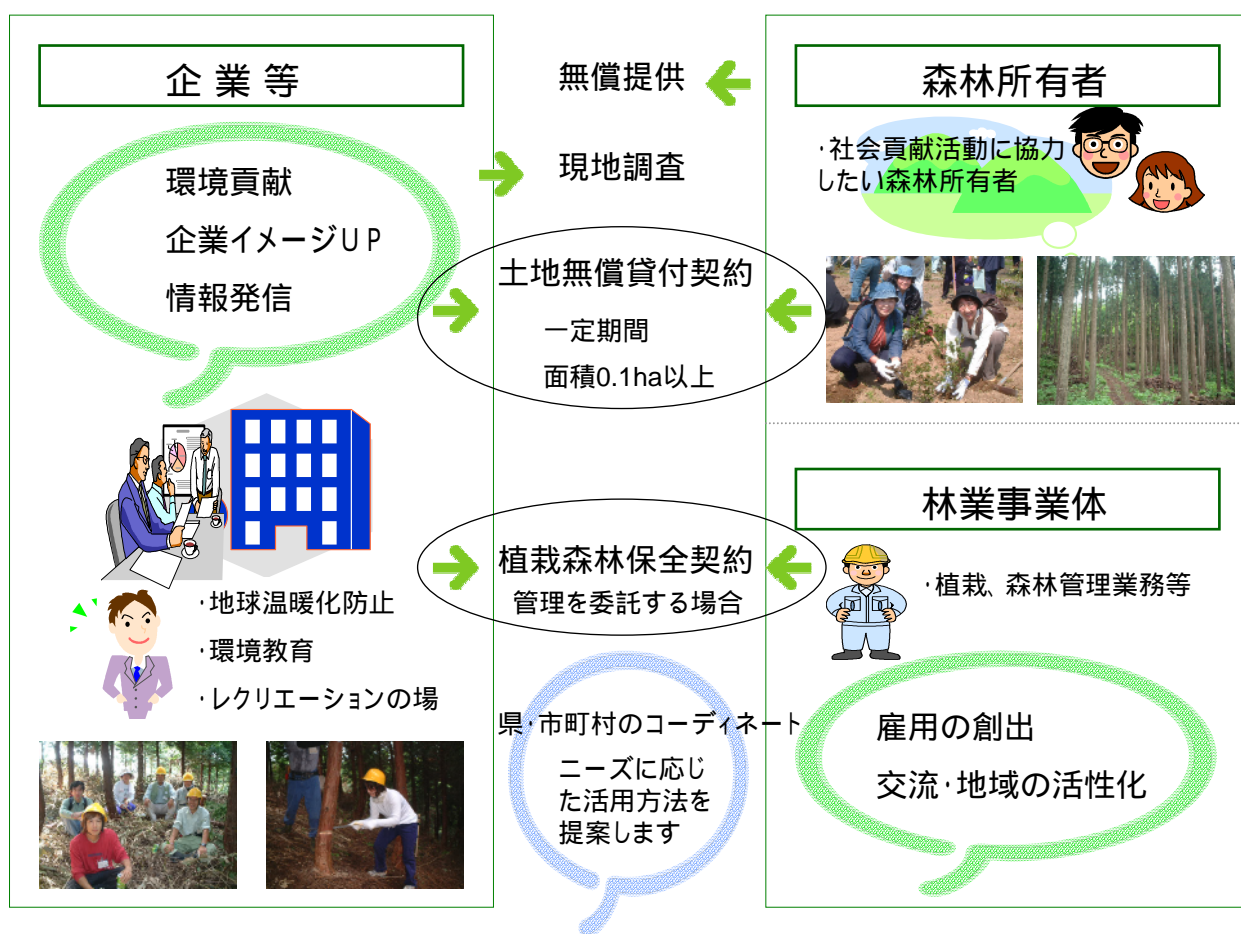 企業等
環境貢献
企業イメージUP
情報発信
・地球温暖化防止
・環境教育
・レクリエーションの場
無償提供
現地調査
土地無償貸付契約
一定期間
面積0.1ha以上
植栽森林保全契約
管理を委託する場合
県・市町村のコーディネート
ニーズに応じ
た活用方法を
提案します
森林所有者
・社会貢献活動に協力
したい森林所有者
林業事業体
・植栽、森林管理業務等
雇用の創出
交流・地域の活性化